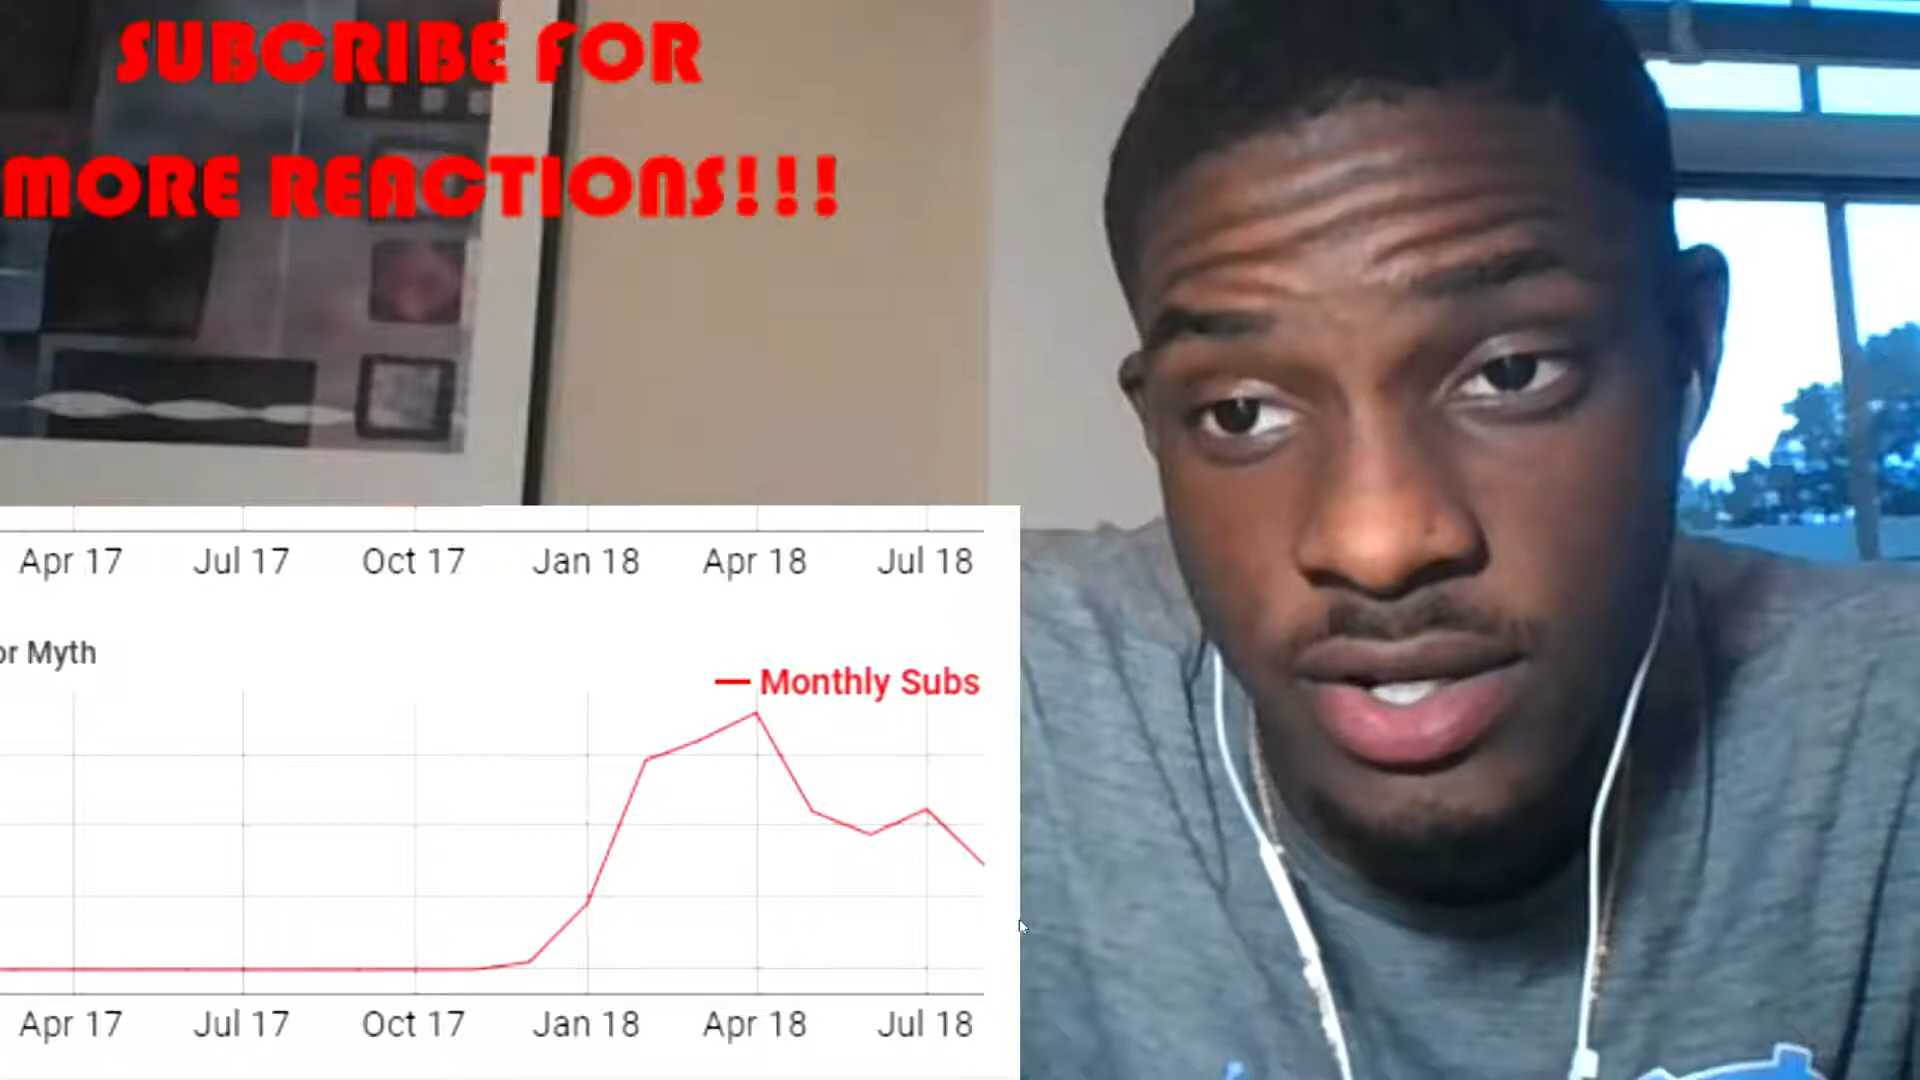 SUBCRIBE FOR
MORE REACTIONS!!!
Apr 17 Jul 17 Oct 17 Jan 18 Apr 18 Jul 18
or Myth
Monthly Subs
Apr 17 Jul 17 Oct 17 Jan 18 Apr 18 Jul 18